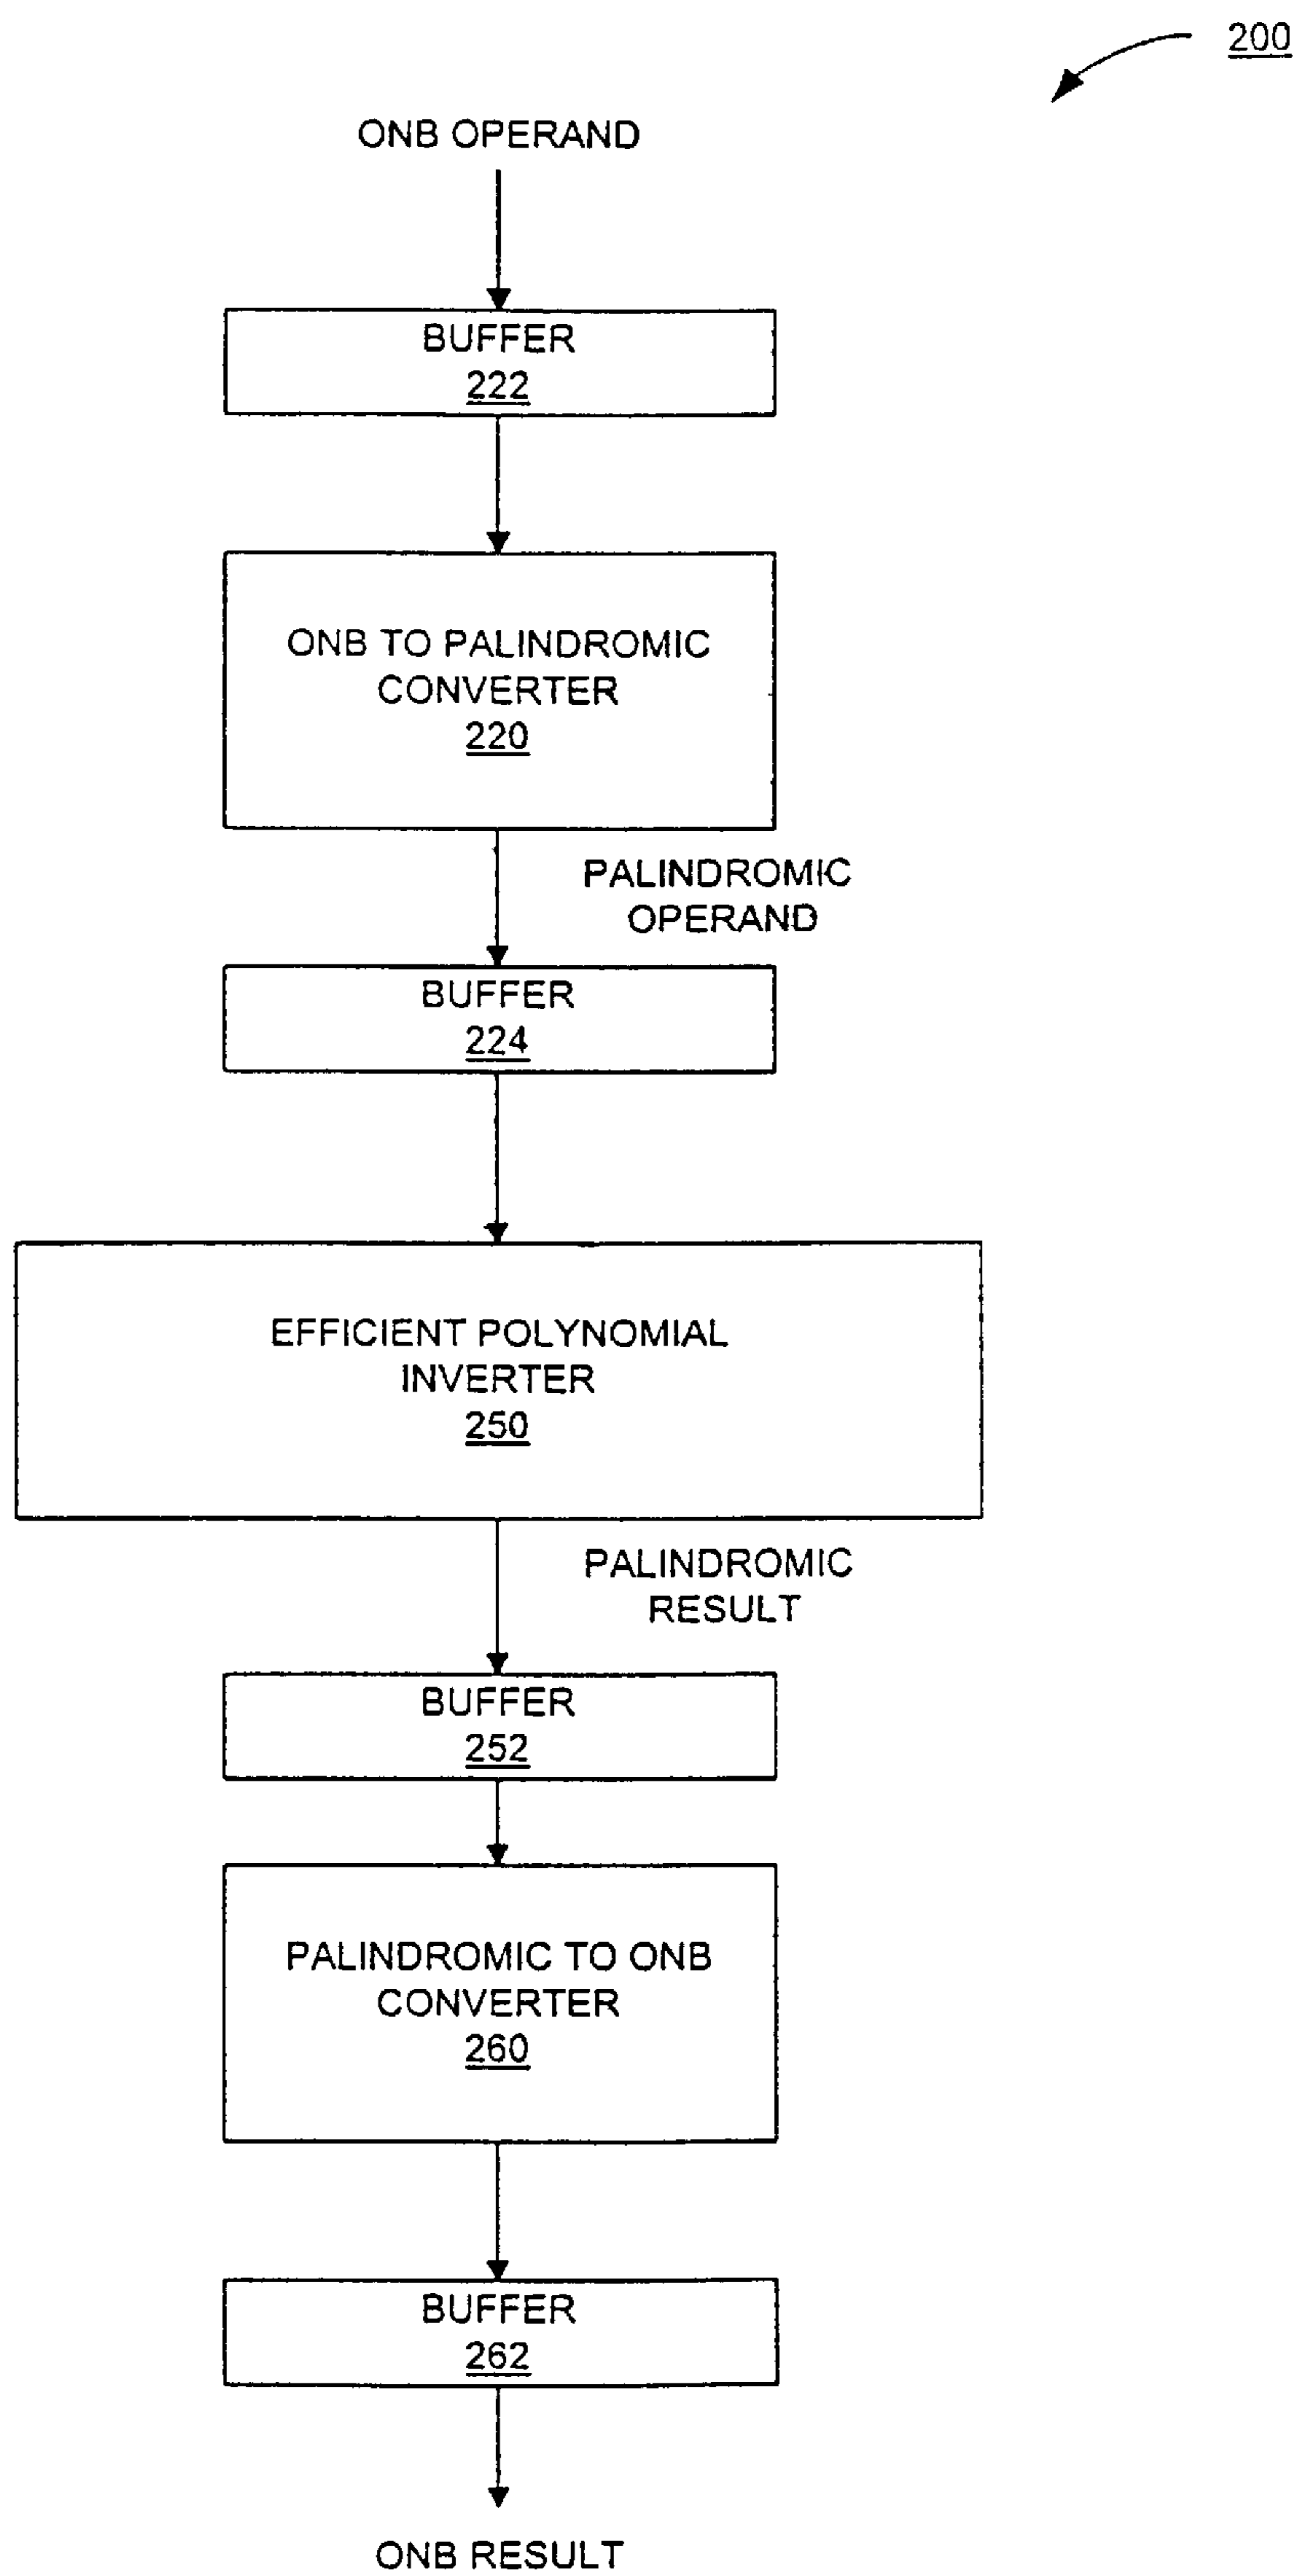 200
ONB OPERAND
BUFFER
222
ONB TO PALINDROMIC
CONVERTER
220
PALINDROMIC
OPERAND
BUFFER
224
EFFICIENT POLYNOMIAL
INVERTER
250
PALINDROMIC
RESULT
BUFFER
252
PALINDROMIC TO ONB
CONVERTER
260
BUFFER
262
ONB RESULT